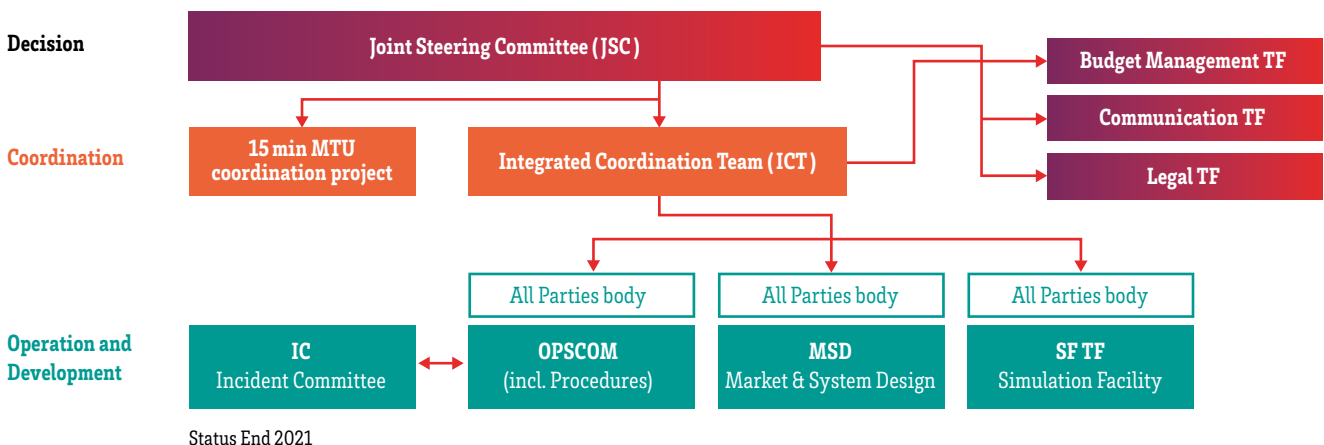 Decision
Joint Steering Committee (JSC)
Budget Management TF
Communication TF
Legal TF
Coordination
15 min MTU
coordination project
Integrated Coordination Team (ICT)
All Parties body
All Parties body
All Parties body
Operation and
Development
IC
Incident Committee
OPSCOM
(incl. Procedures)
MSD
Market & System Design
SF TF
Simulation Facility
Status End 2021